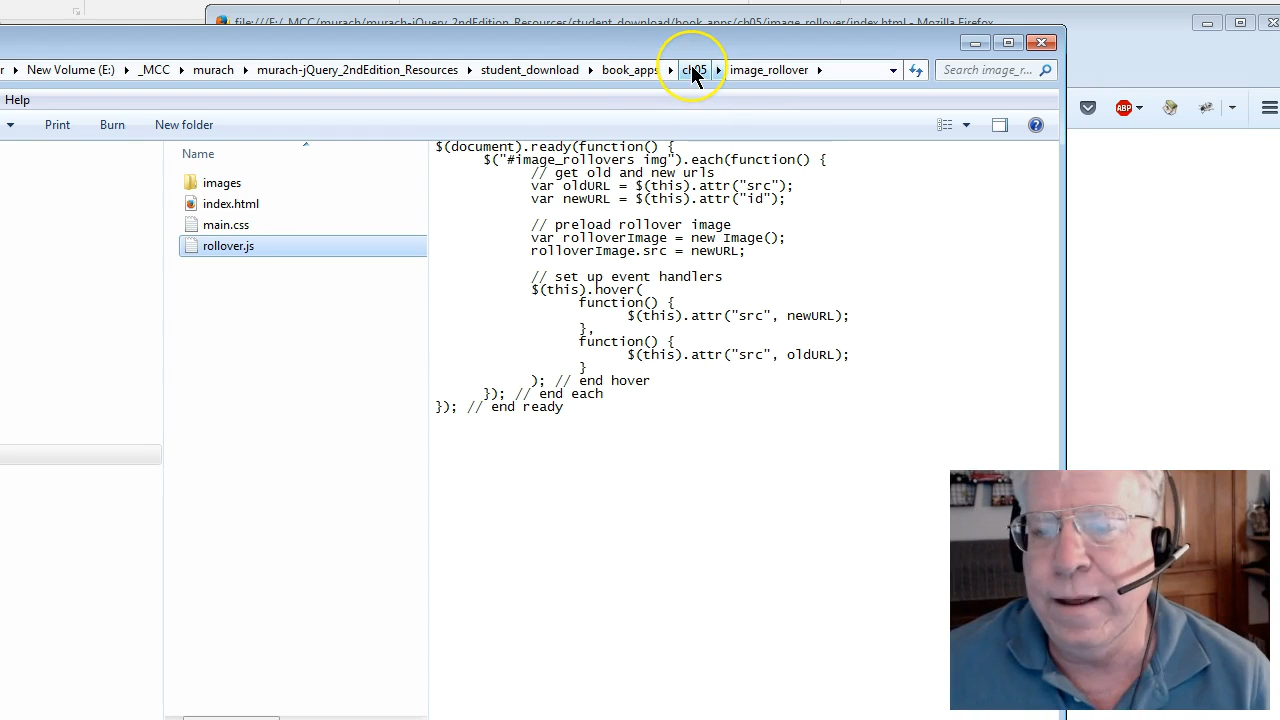 file:///E:/_MCC/murach/murach-jQuery_2ndEdition_Resources/student_download/book_apps/ch05/image_rollover/index.html - Mozilla Firefox
r New Volume (E:) _MCC murach murach-jQuery_2ndEdition_Resources student_download book_apps ch05 image_rollover Search image_r...
Help
ABP
Print Burn New folder
Name
images
index.html
main.css
rollover.js
$(document).ready(function() {
$("#image_rollovers img").each(function() {
// get old and new urls
var oldURL = $(this).attr("src");
var newURL = $(this).attr("id");
// preload rollover image
var rolloverImage = new Image();
rolloverImage.src = newURL;
// set up event handlers
$(this).hover(
function() {
$(this).attr("src", newURL);
},
function() {
$(this).attr("src", oldURL);
}
); // end hover
}); // end each
}); // end ready